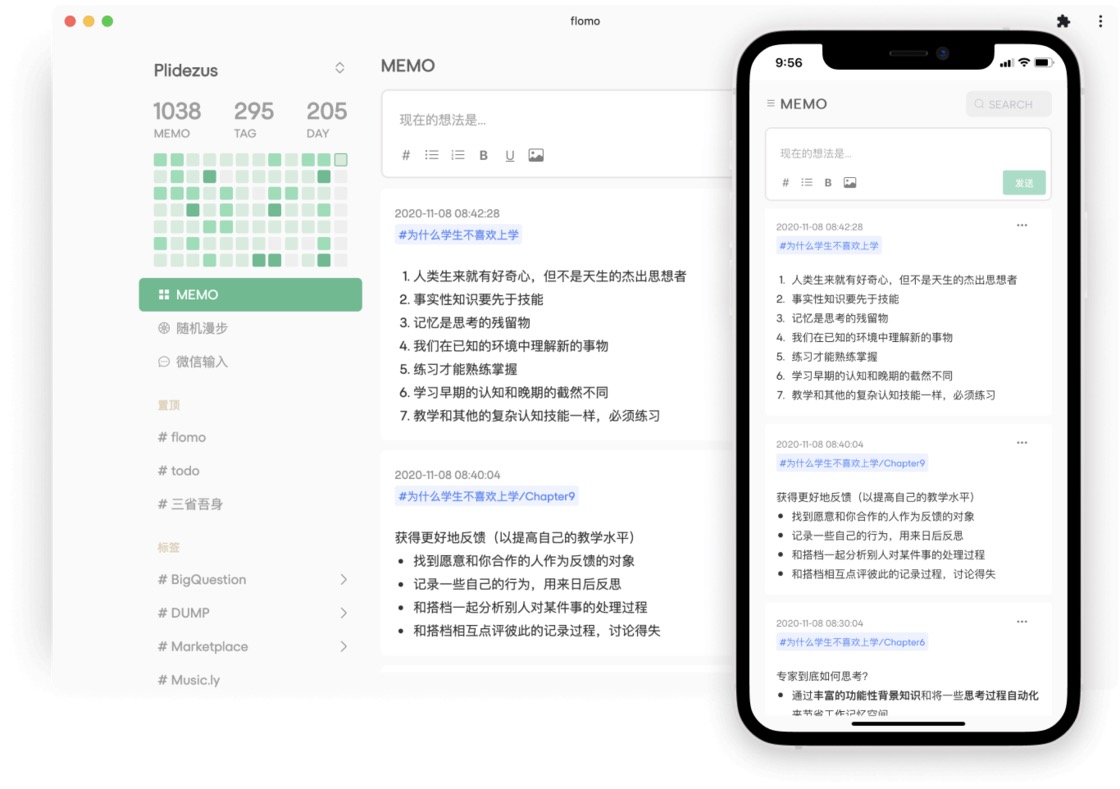 flomo
Plidezus
1038
295
205
MEMO
TAG
DAY
MEMO
随机漫步
微信输入
置顶
# flomo
# todo
# 三省吾身
标签
# BigQuestion
# DUMP
# Marketplace
# Music.ly
MEMO
现在的想法是...
# B U
2020-11-08 08:42:28
#为什么学生不喜欢上学
1. 人类生来就有好奇心，但不是天生的杰出思想者
2. 事实性知识要先于技能
3. 记忆是思考的残留物
4. 我们在已知的环境中理解新的事物
5. 练习才能熟练掌握
6. 学习早期的认知和晚期的截然不同
7. 教学和其他的复杂认知技能一样，必须练习
2020-11-08 08:40:04
#为什么学生不喜欢上学/Chapter9
获得更好地反馈（以提高自己的教学水平）
• 找到愿意和你合作的人作为反馈的对象
• 记录一些自己的行为，用来日后反思
• 和搭档一起分析别人对某件事的处理过程
• 和搭档相互点评彼此的记录过程，讨论得失
9:56
MEMO
SEARCH
现在的想法是...
# B
发送
2020-11-08 08:42:28
#为什么学生不喜欢上学
1. 人类生来就有好奇心，但不是天生的杰出思想者
2. 事实性知识要先于技能
3. 记忆是思考的残留物
4. 我们在已知的环境中理解新的事物
5. 练习才能熟练掌握
6. 学习早期的认知和晚期的截然不同
7. 教学和其他的复杂认知技能一样，必须练习
2020-11-08 08:40:04
#为什么学生不喜欢上学/Chapter9
获得更好地反馈（以提高自己的教学水平）
• 找到愿意和你合作的人作为反馈的对象
• 记录一些自己的行为，用来日后反思
• 和搭档一起分析别人对某件事的处理过程
• 和搭档相互点评彼此的记录过程，讨论得失
2020-11-08 08:30:04
#为什么学生不喜欢上学/Chapter6
专家到底如何思考?
• 通过丰富的功能性背景知识和将一些思考过程自动化
来节省工作记忆空间